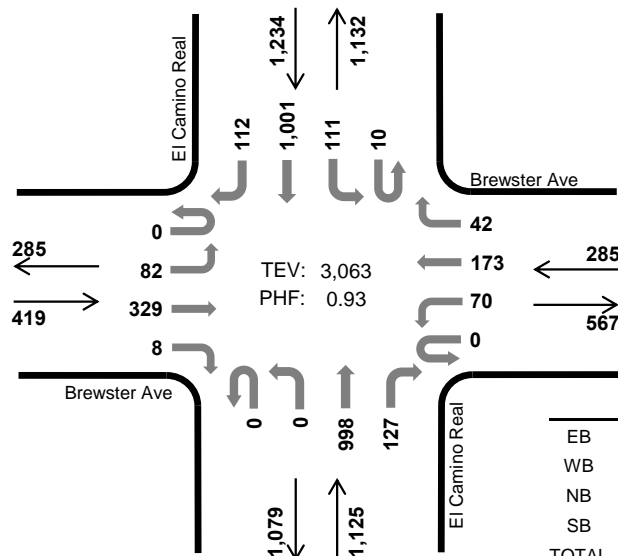 1,234
1,132
El Camino Real
112
1,001
111
10
Brewster Ave
0
42
285
82
TEV: 3,063
173
285
419
329
PHF: 0.93
70
567
8
0
Brewster Ave
0
0
998
127
El Camino Real
EB
WB
NB
SB
1,079
1,125
TOTAL